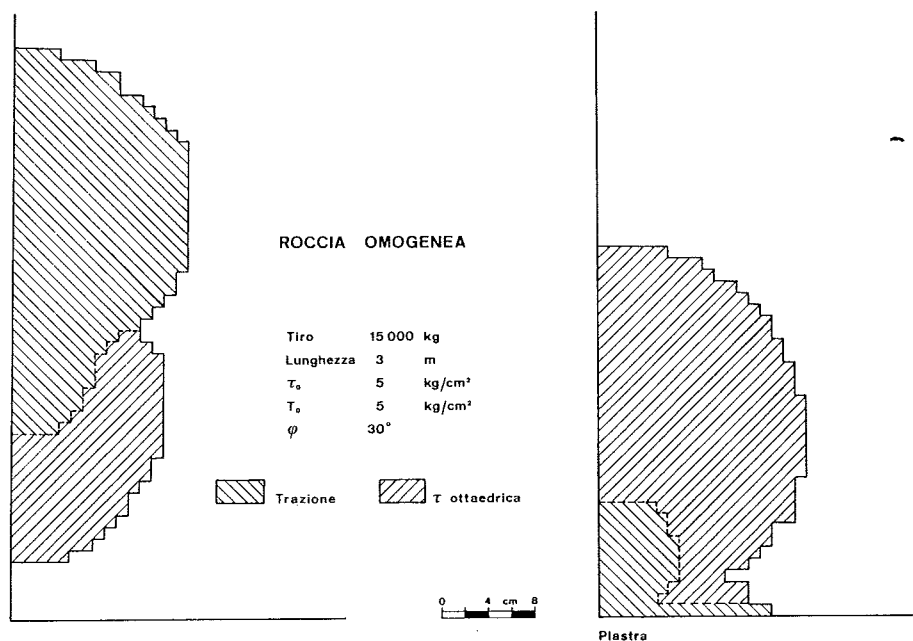 ROCCIA OMOGENEA
Tiro 15 000 kg
Lunghezza 3 m
τ₀ 5 kg/cm²
T₀ 5 kg/cm²
φ 30°
Trazione
τ ottaedrica
0 4 cm 8
Piastra